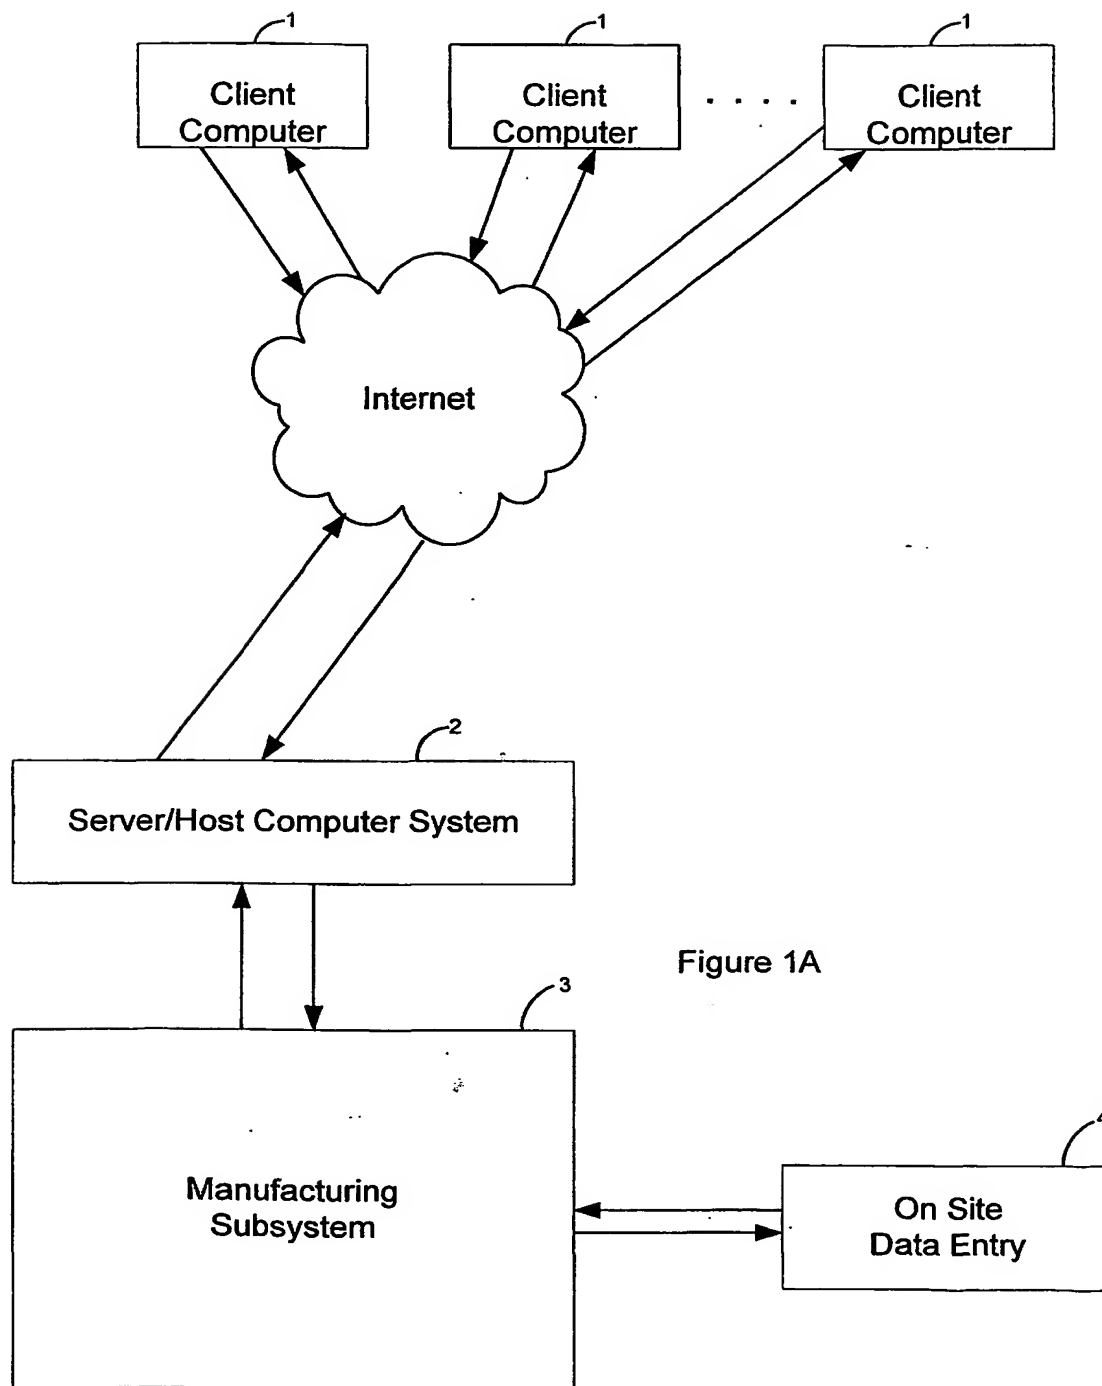 1
1
1
Client
Computer
Client
Computer
. . . .
Client
Computer
Internet
2
Server/Host Computer System
Figure 1A
3
Manufacturing
Subsystem
4
On Site
Data Entry